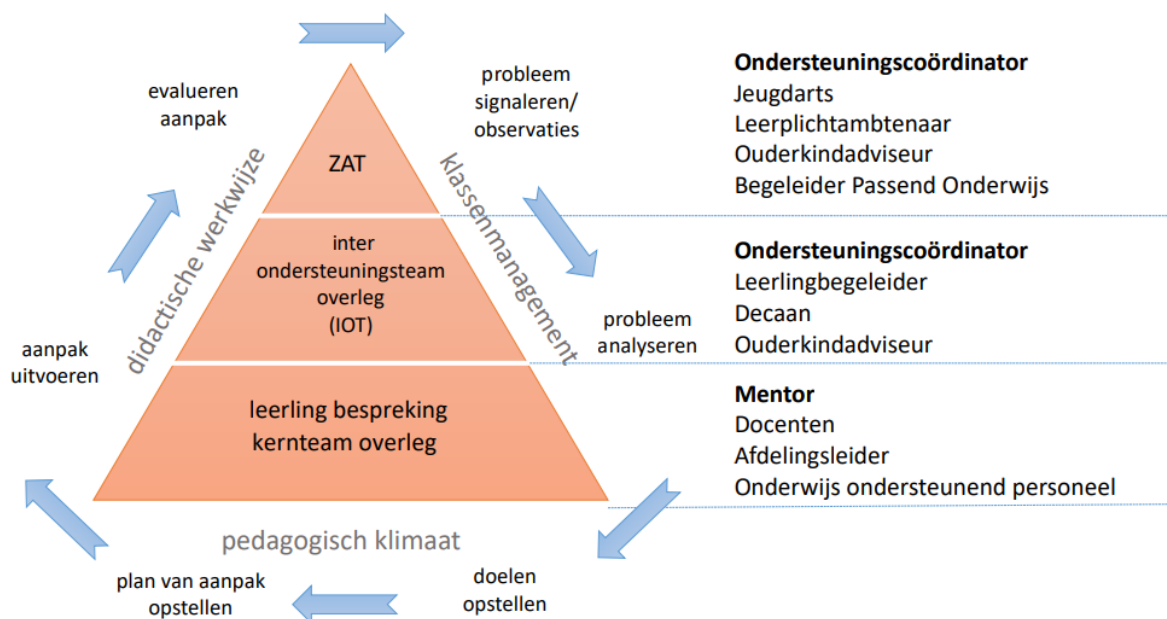 evalueren
aanpak
probleem
signaleren/
observaties
ZAT
didactische werkwijze
klassenmanagement
inter
ondersteuningsteam
overleg
(IOT)
probleem
analyseren
aanpak
uitvoeren
leerling bespreking
kernteam overleg
pedagogisch klimaat
plan van aanpak
opstellen
doelen
opstellen
Ondersteuningscoördinator
Jeugdarts
Leerplichtambtenaar
Ouderkindadviseur
Begeleider Passend Onderwijs
Ondersteuningscoördinator
Leerlingbegeleider
Decaan
Ouderkindadviseur
Mentor
Docenten
Afdelingsleider
Onderwijs ondersteunend personeel